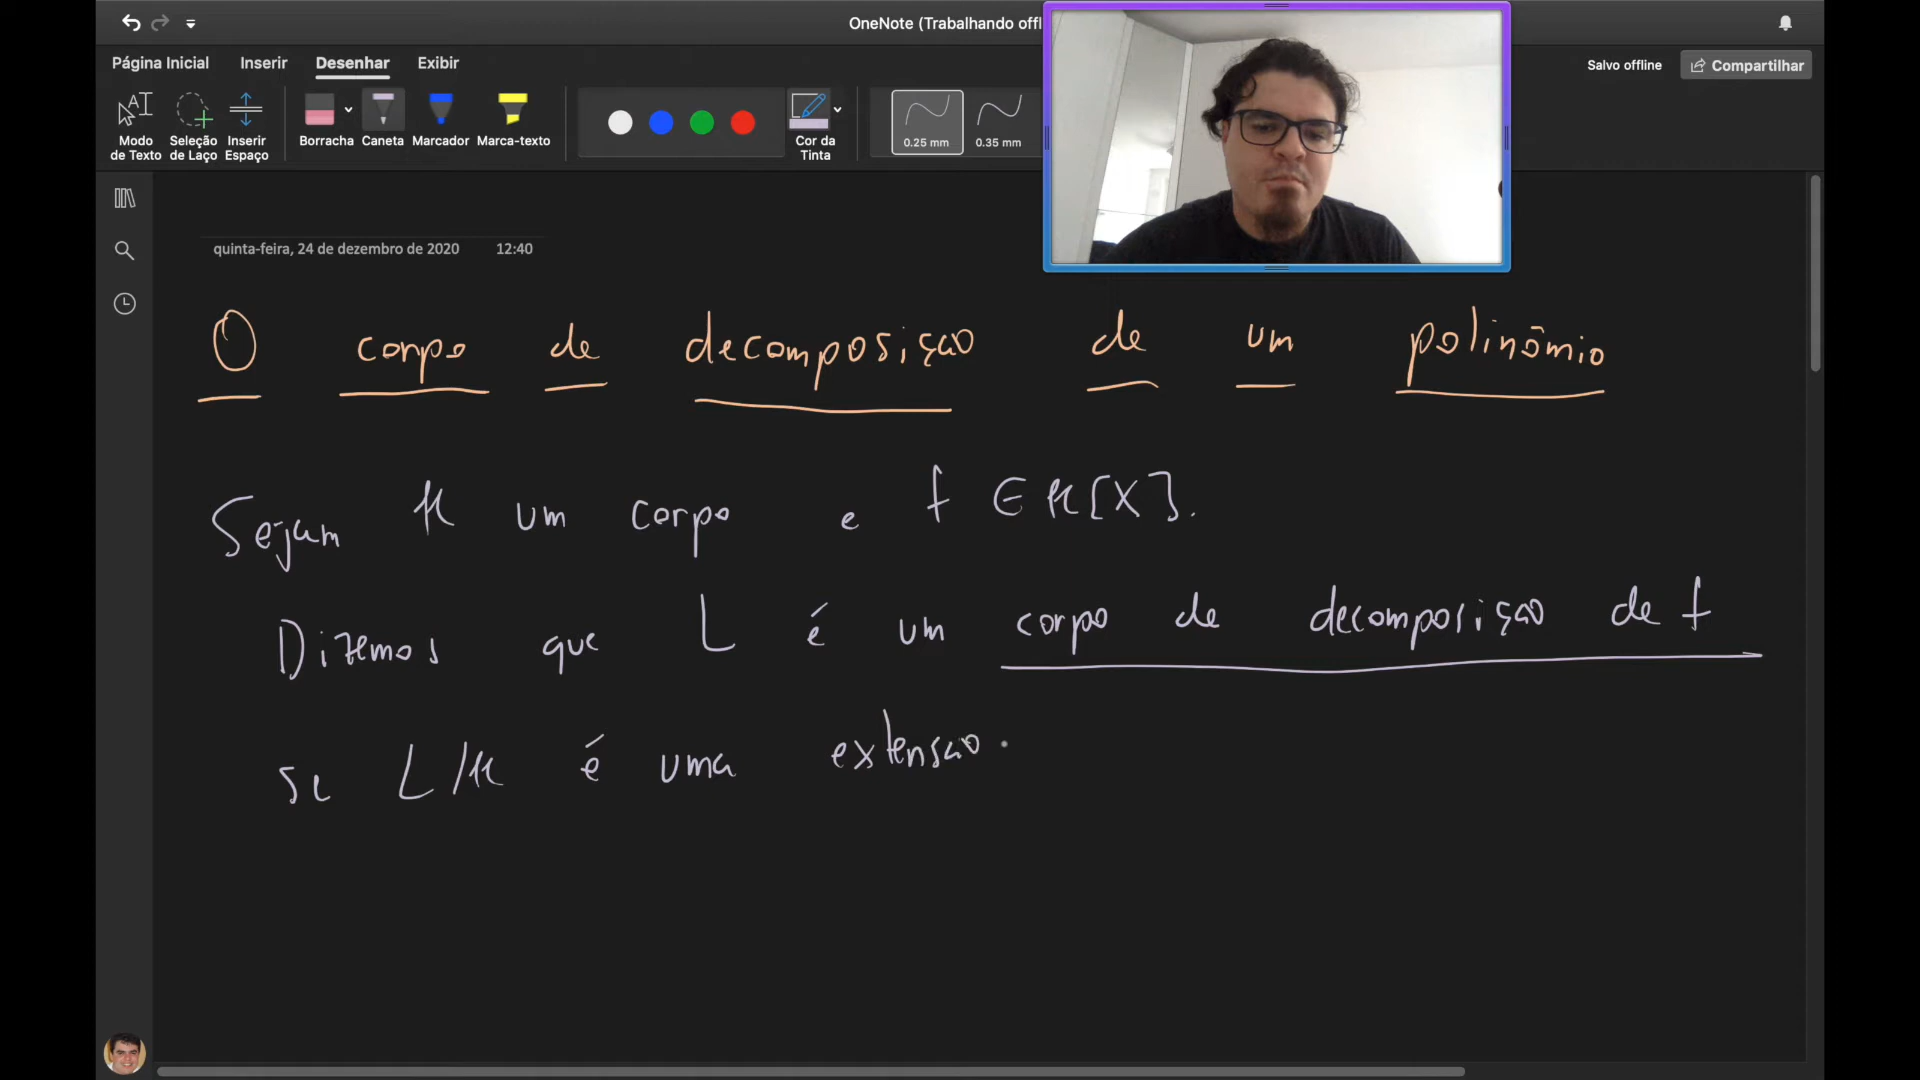 OneNote (Trabalhando offl
Página Inicial Inserir Desenhar Exibir
Salvo offline Compartilhar
Modo de Texto Seleção de Laço Inserir Espaço Borracha Caneta Marcador Marca-texto Cor da Tinta 0.25 mm 0.35 mm
quinta-feira, 24 de dezembro de 2020 12:40
O corpo de decomposição de um polinômio
Sejam K um corpo e f ∈ K[X].
Dizemos que L é um corpo de decomposição de f
se L/K é uma extensão